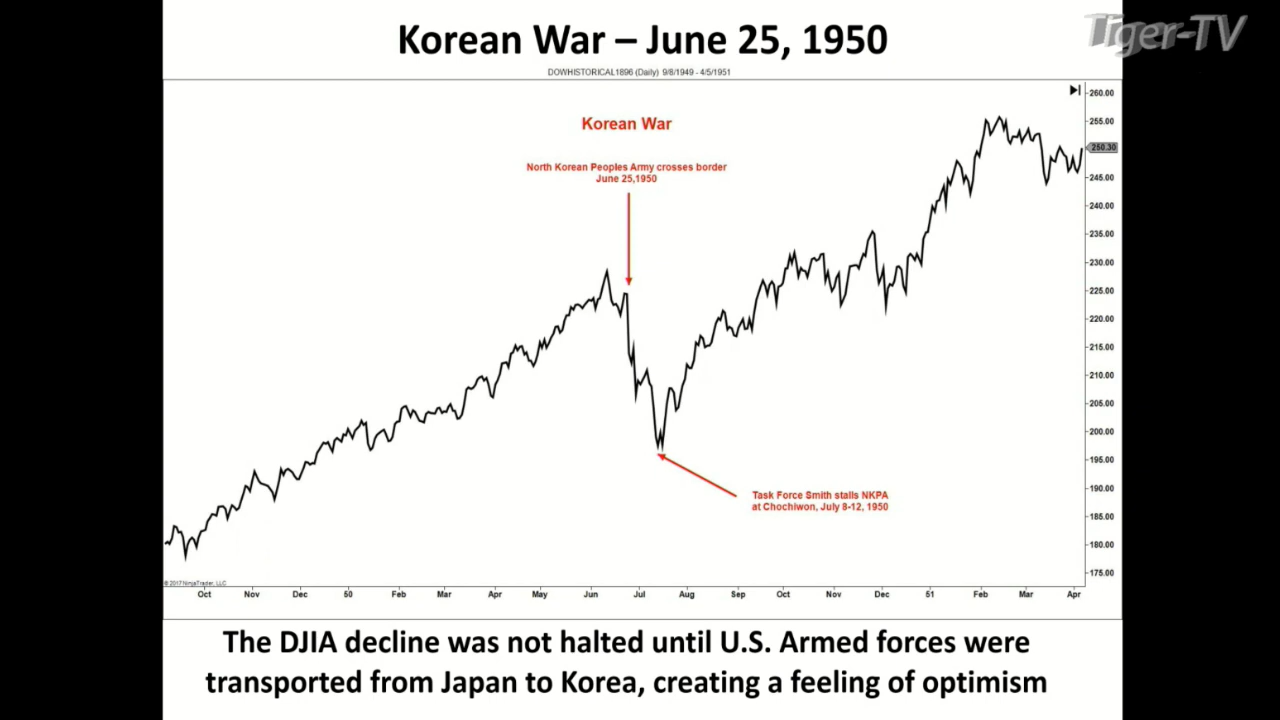 Korean War – June 25, 1950
Tiger-TV
DOWHISTORICAL1896 (Daily) 9/8/1949 - 4/5/1951
Korean War
North Korean Peoples Army crosses border
June 25,1950
Task Force Smith stalls NKPA
at Chochiwon, July 8-12, 1950
260.00
255.00
250.30
245.00
240.00
235.00
230.00
225.00
220.00
215.00
210.00
205.00
200.00
195.00
190.00
185.00
180.00
175.00
© 2017 NinjaTrader, LLC
Oct Nov Dec 50 Feb Mar Apr May Jun Jul Aug Sep Oct Nov Dec 51 Feb Mar Apr
The DJIA decline was not halted until U.S. Armed forces were
transported from Japan to Korea, creating a feeling of optimism